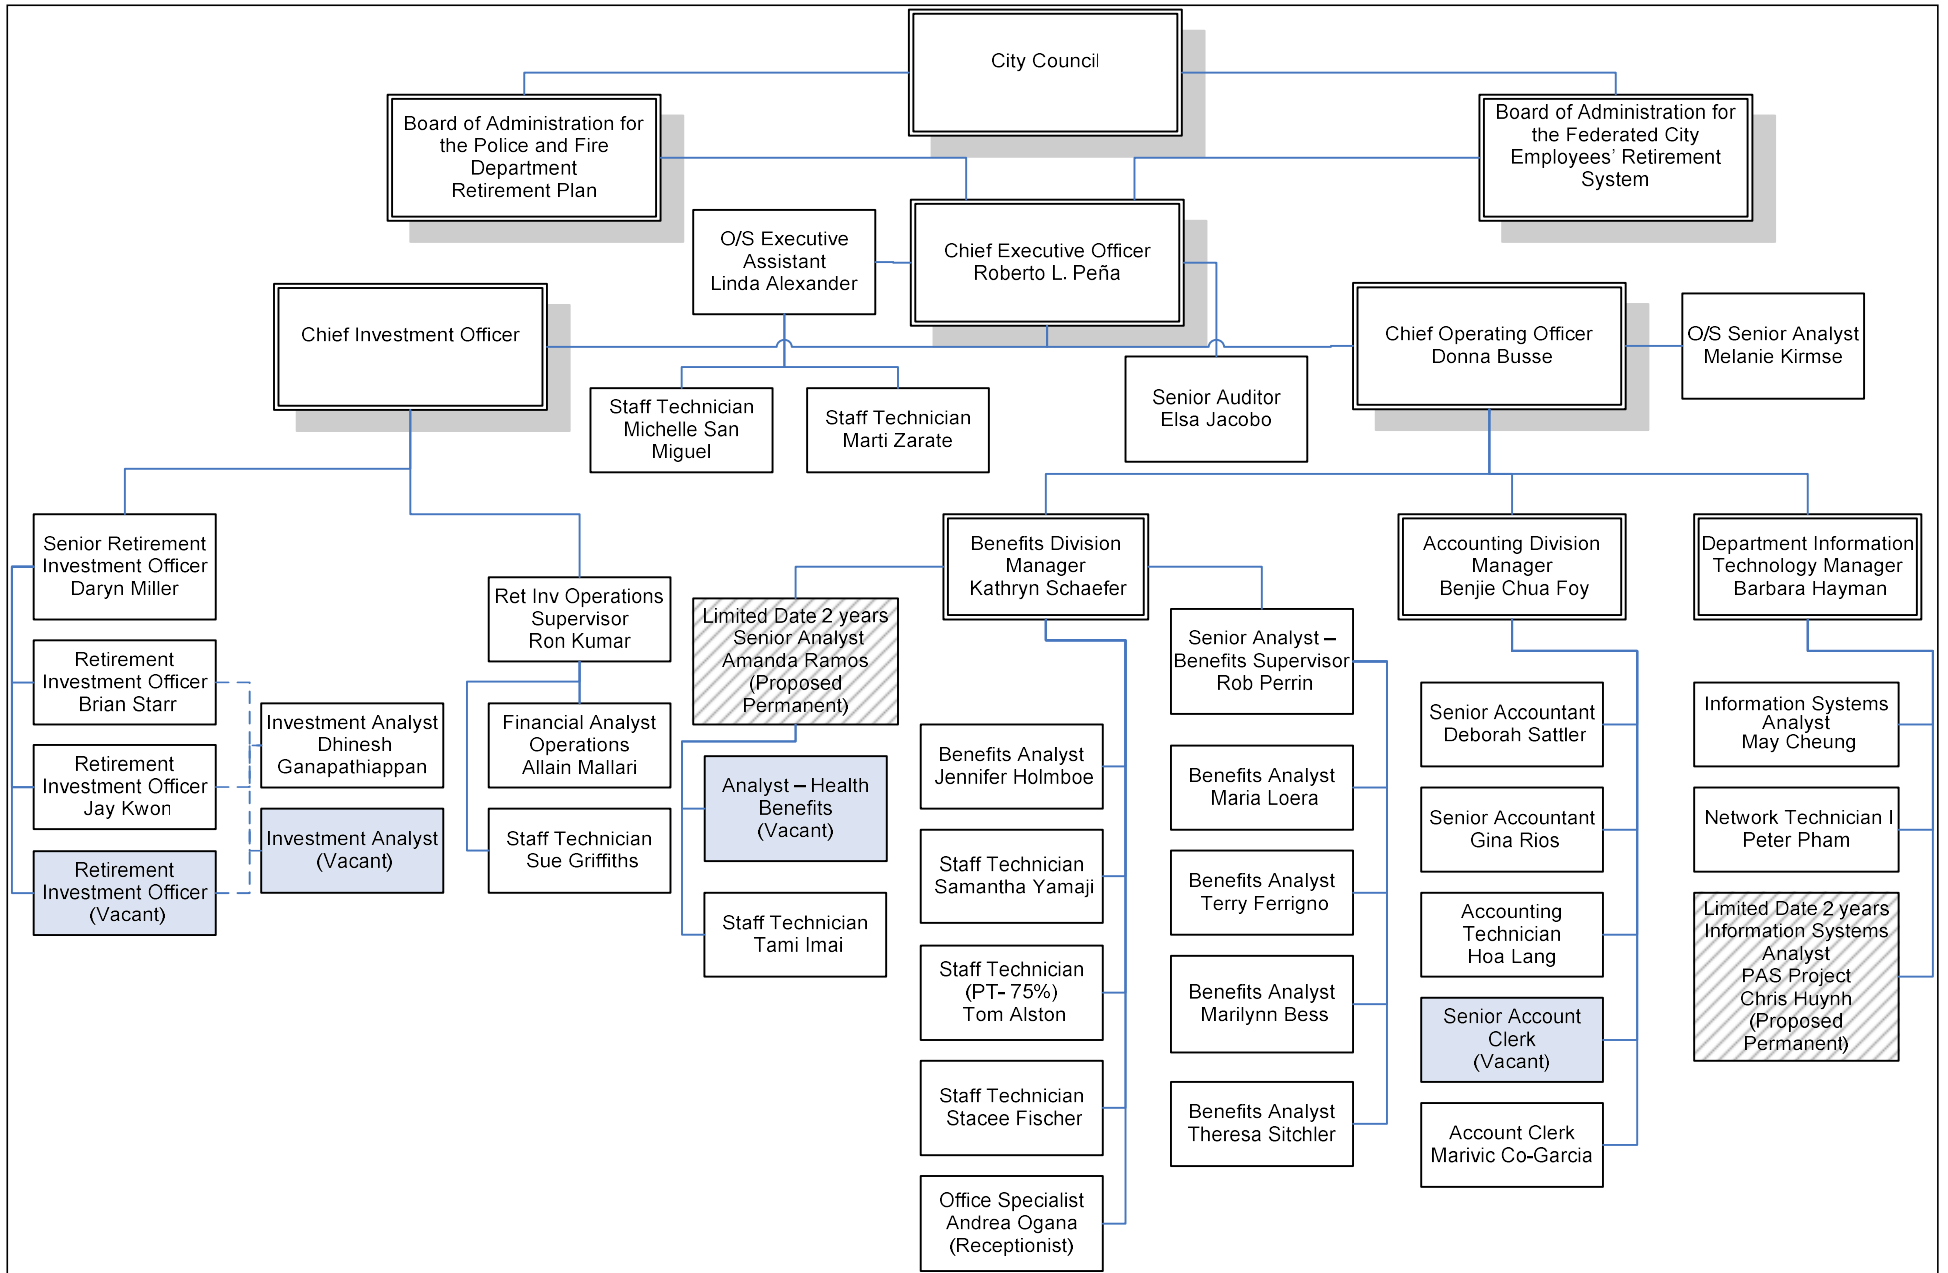 City Council
Board of Administration for
the Police and Fire
Department
Retirement Plan
Board of Administration for
the Federated City
Employees’ Retirement
System
O/S Executive
Assistant
Linda Alexander
Chief Executive Officer
Roberto L. Peña
Chief Investment Officer
Chief Operating Officer
Donna Busse
O/S Senior Analyst
Melanie Kirmse
Staff Technician
Michelle San
Miguel
Staff Technician
Marti Zarate
Senior Auditor
Elsa Jacobo
Senior Retirement
Investment Officer
Daryn Miller
Retirement
Investment Officer
Brian Starr
Retirement
Investment Officer
Jay Kwon
Retirement
Investment Officer
(Vacant)
Investment Analyst
Dhinesh
Ganapathiappan
Investment Analyst
(Vacant)
Ret Inv Operations
Supervisor
Ron Kumar
Financial Analyst
Operations
Allain Mallari
Staff Technician
Sue Griffiths
Benefits Division
Manager
Kathryn Schaefer
Limited Date 2 years
Senior Analyst
Amanda Ramos
(Proposed
Permanent)
Analyst – Health
Benefits
(Vacant)
Staff Technician
Tami Imai
Benefits Analyst
Jennifer Holmboe
Staff Technician
Samantha Yamaji
Staff Technician
(PT- 75%)
Tom Alston
Staff Technician
Stacee Fischer
Office Specialist
Andrea Ogana
(Receptionist)
Senior Analyst –
Benefits Supervisor
Rob Perrin
Benefits Analyst
Maria Loera
Benefits Analyst
Terry Ferrigno
Benefits Analyst
Marilynn Bess
Benefits Analyst
Theresa Sitchler
Accounting Division
Manager
Benjie Chua Foy
Senior Accountant
Deborah Sattler
Senior Accountant
Gina Rios
Accounting
Technician
Hoa Lang
Senior Account
Clerk
(Vacant)
Account Clerk
Marivic Co-Garcia
Department Information
Technology Manager
Barbara Hayman
Information Systems
Analyst
May Cheung
Network Technician I
Peter Pham
Limited Date 2 years
Information Systems
Analyst
PAS Project
Chris Huynh
(Proposed
Permanent)